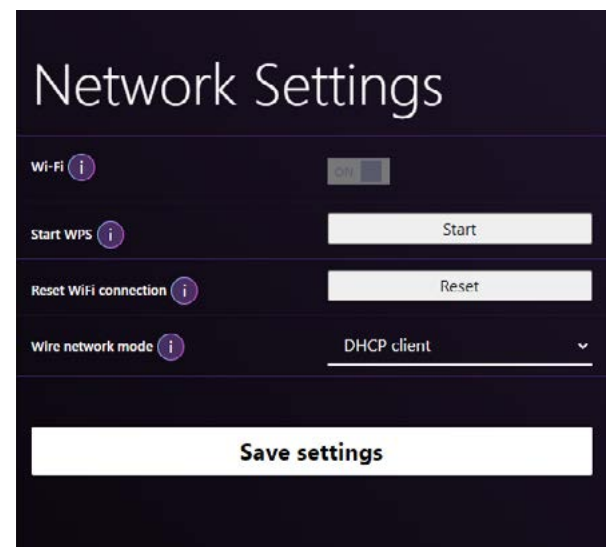 Network Settings
Wi-Fi i
ON
Start WPS i
Start
Reset WiFi connection i
Reset
Wire network mode i
DHCP client
Save settings